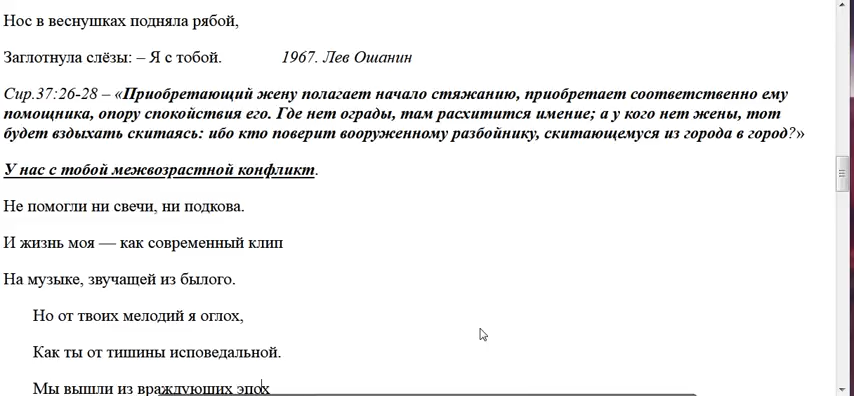 Нос в веснушках подняла рябой,
Заглотнула слёзы: – Я с тобой. 1967. Лев Ошанин
Сир.37:26-28 – «Приобретающий жену полагает начало стяжанию, приобретает соответственно ему
помощника, опору спокойствия его. Где нет ограды, там расхитится имение; а у кого нет жены, тот
будет вздыхать скитаясь: ибо кто поверит вооруженному разбойнику, скитающемуся из города в город?»
У нас с тобой межвозрастной конфликт.
Не помогли ни свечи, ни подкова.
И жизнь моя — как современный клип
На музыке, звучащей из былого.
Но от твоих мелодий я оглох,
Как ты от тишины исповедальной.
Мы вышли из враждующих эпох